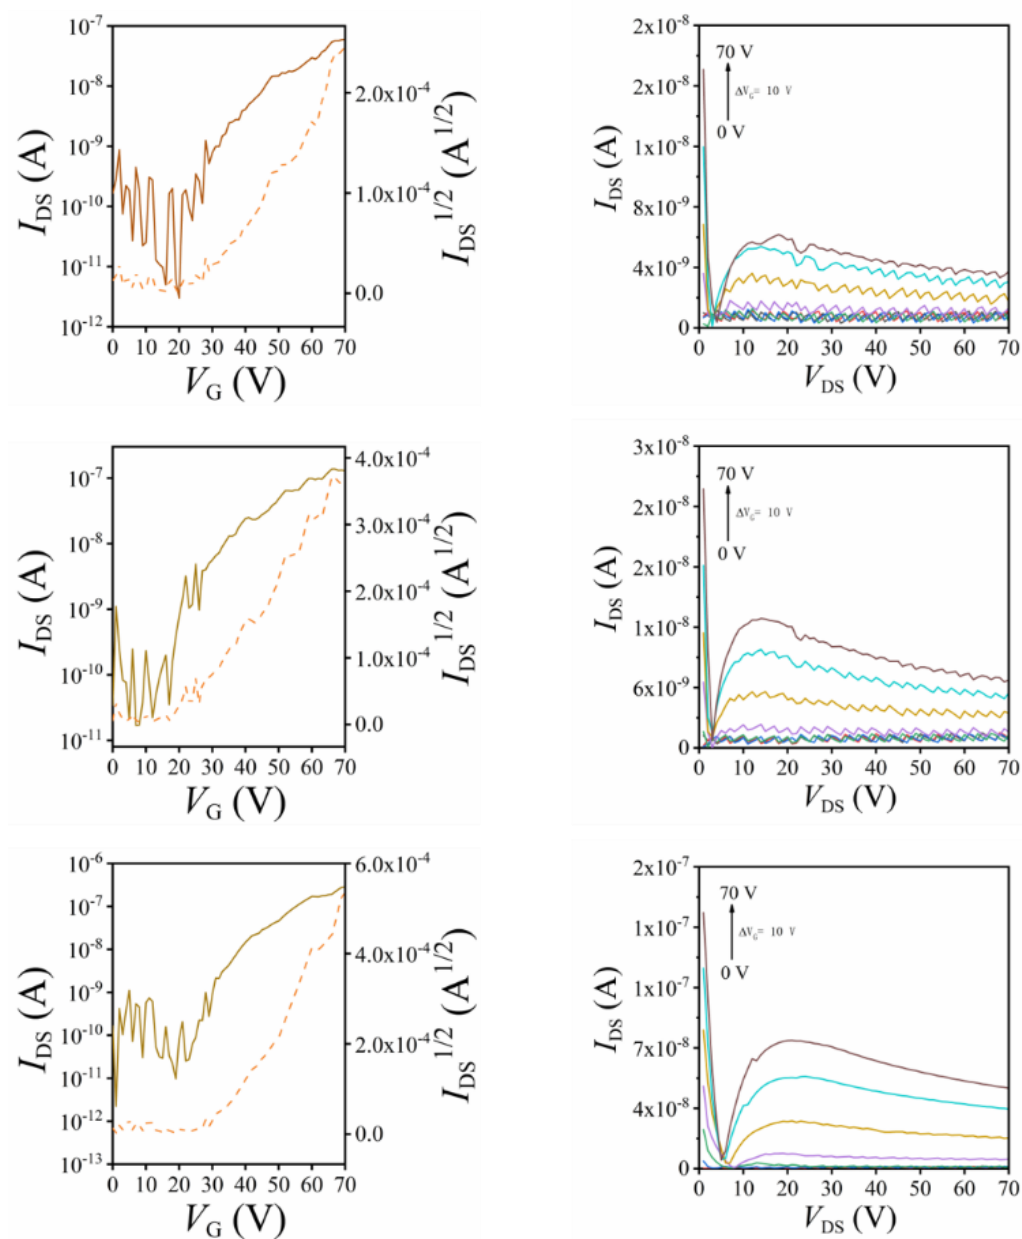 10⁻⁷
10⁻⁸
10⁻⁹
10⁻¹⁰
10⁻¹¹
10⁻¹²
I_DS (A)
0 10 20 30 40 50 60 70
V_G (V)
2.0x10⁻⁴
1.0x10⁻⁴
0.0
I_DS^1/2 (A^1/2)
2x10⁻⁸
2x10⁻⁸
1x10⁻⁸
8x10⁻⁹
4x10⁻⁹
0
I_DS (A)
70 V
ΔV_G= 10 V
0 V
0 10 20 30 40 50 60 70
V_DS (V)
10⁻⁷
10⁻⁸
10⁻⁹
10⁻¹⁰
10⁻¹¹
I_DS (A)
0 10 20 30 40 50 60 70
V_G (V)
4.0x10⁻⁴
3.0x10⁻⁴
2.0x10⁻⁴
1.0x10⁻⁴
0.0
I_DS^1/2 (A^1/2)
3x10⁻⁸
2x10⁻⁸
2x10⁻⁸
1x10⁻⁸
6x10⁻⁹
0
I_DS (A)
70 V
ΔV_G= 10 V
0 V
0 10 20 30 40 50 60 70
V_DS (V)
10⁻⁶
10⁻⁷
10⁻⁸
10⁻⁹
10⁻¹⁰
10⁻¹¹
10⁻¹²
10⁻¹³
I_DS (A)
0 10 20 30 40 50 60 70
V_G (V)
6.0x10⁻⁴
4.0x10⁻⁴
2.0x10⁻⁴
0.0
I_DS^1/2 (A^1/2)
2x10⁻⁷
1x10⁻⁷
1x10⁻⁷
7x10⁻⁸
4x10⁻⁸
0
I_DS (A)
70 V
ΔV_G= 10 V
0 V
0 10 20 30 40 50 60 70
V_DS (V)